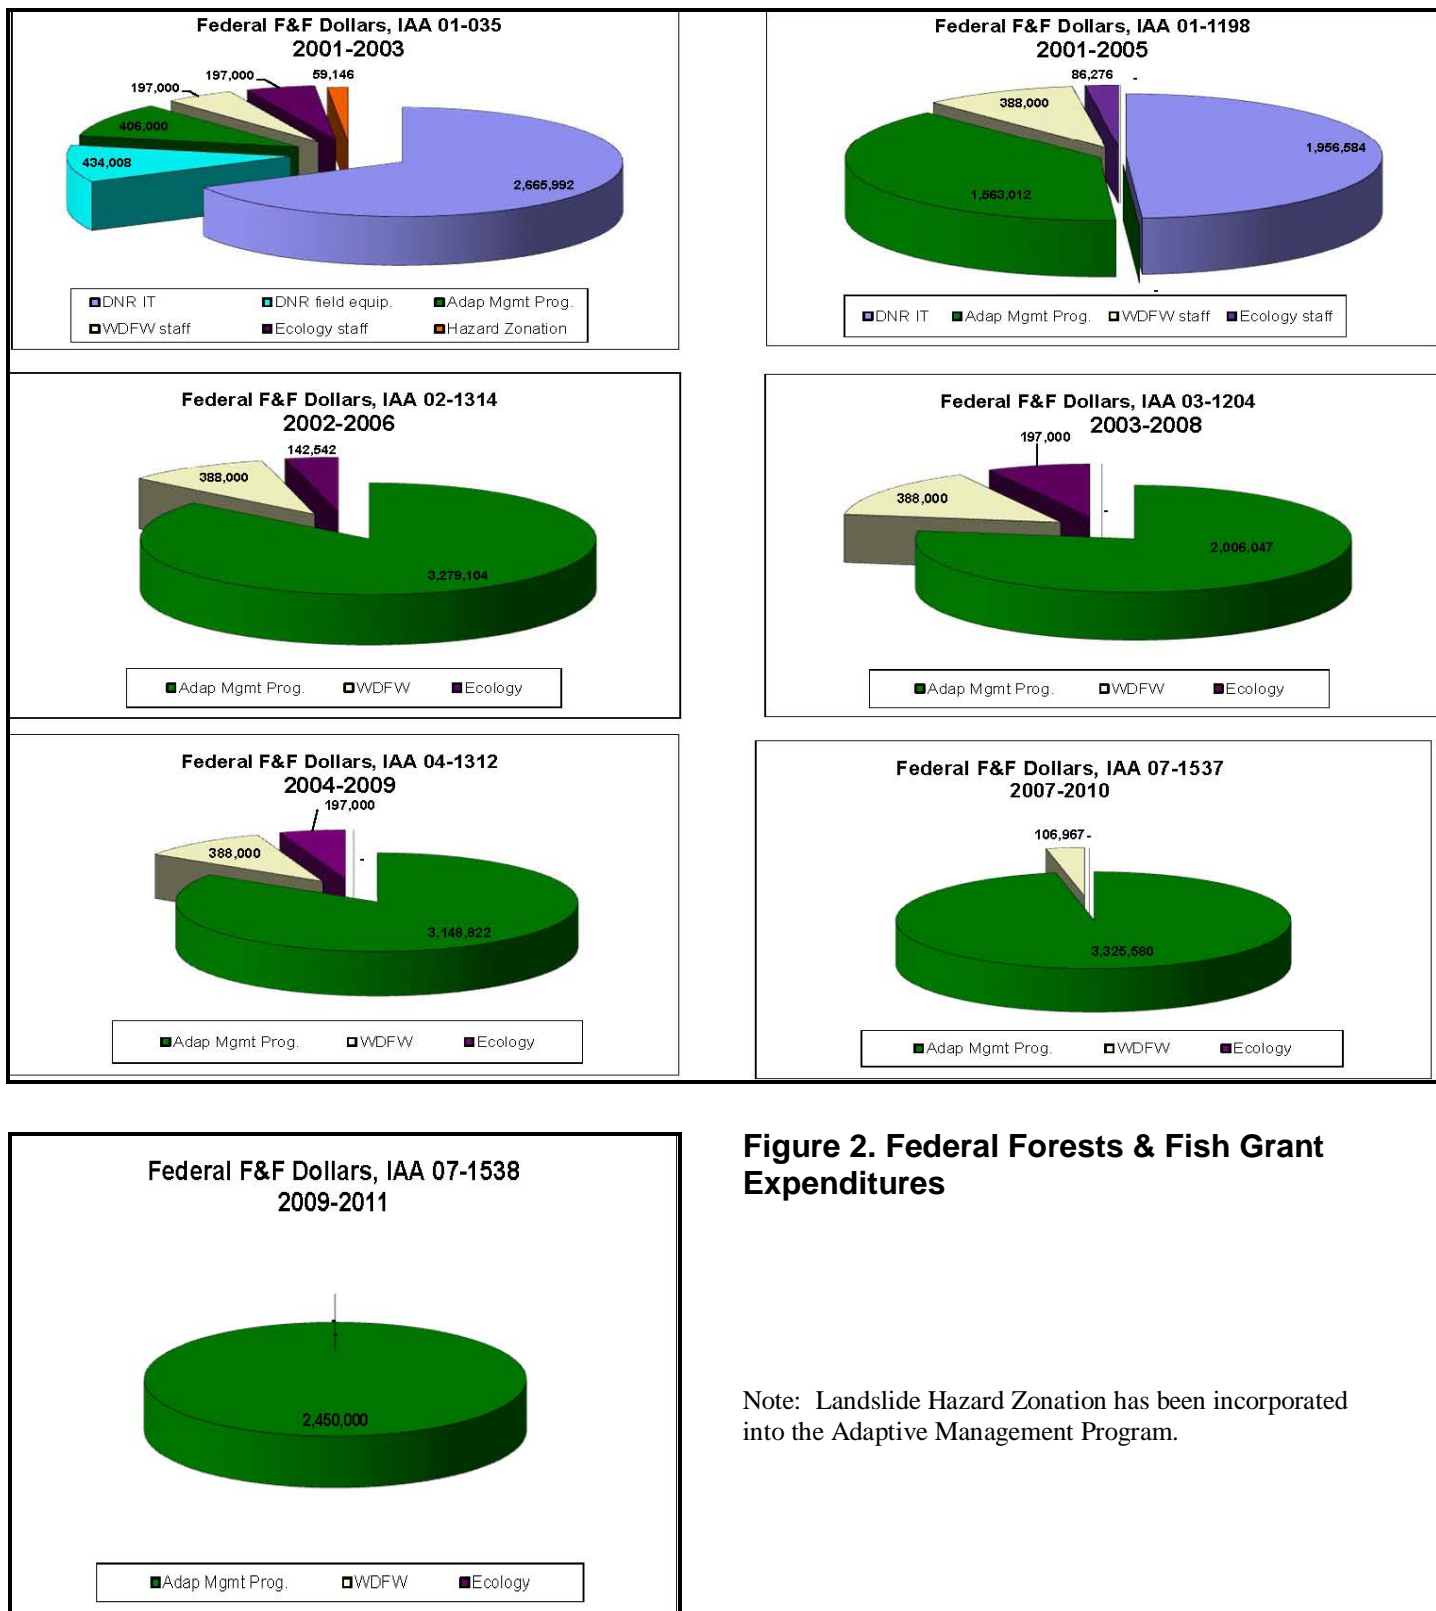 Federal F&F Dollars, IAA 01-035
2001-2003
197,000
197,000
59,146
406,000
434,008
2,665,992
DNR IT
DNR field equip.
Adap Mgmt Prog.
WDFW staff
Ecology staff
Hazard Zonation
Federal F&F Dollars, IAA 01-1198
2001-2005
86,276
-
388,000
1,956,584
1,563,012
-
DNR IT
Adap Mgmt Prog.
WDFW staff
Ecology staff
Federal F&F Dollars, IAA 02-1314
2002-2006
142,542
388,000
3,279,104
Adap Mgmt Prog.
WDFW
Ecology
Federal F&F Dollars, IAA 03-1204
2003-2008
197,000
388,000
-
2,006,047
Adap Mgmt Prog.
WDFW
Ecology
Federal F&F Dollars, IAA 04-1312
2004-2009
197,000
388,000
-
3,148,822
Adap Mgmt Prog.
WDFW
Ecology
Federal F&F Dollars, IAA 07-1537
2007-2010
106,967
-
3,325,580
Adap Mgmt Prog.
WDFW
Ecology
Federal F&F Dollars, IAA 07-1538
2009-2011
-
-
2,450,000
Adap Mgmt Prog.
WDFW
Ecology
Figure 2. Federal Forests & Fish Grant
Expenditures
Note:  Landslide Hazard Zonation has been incorporated
into the Adaptive Management Program.